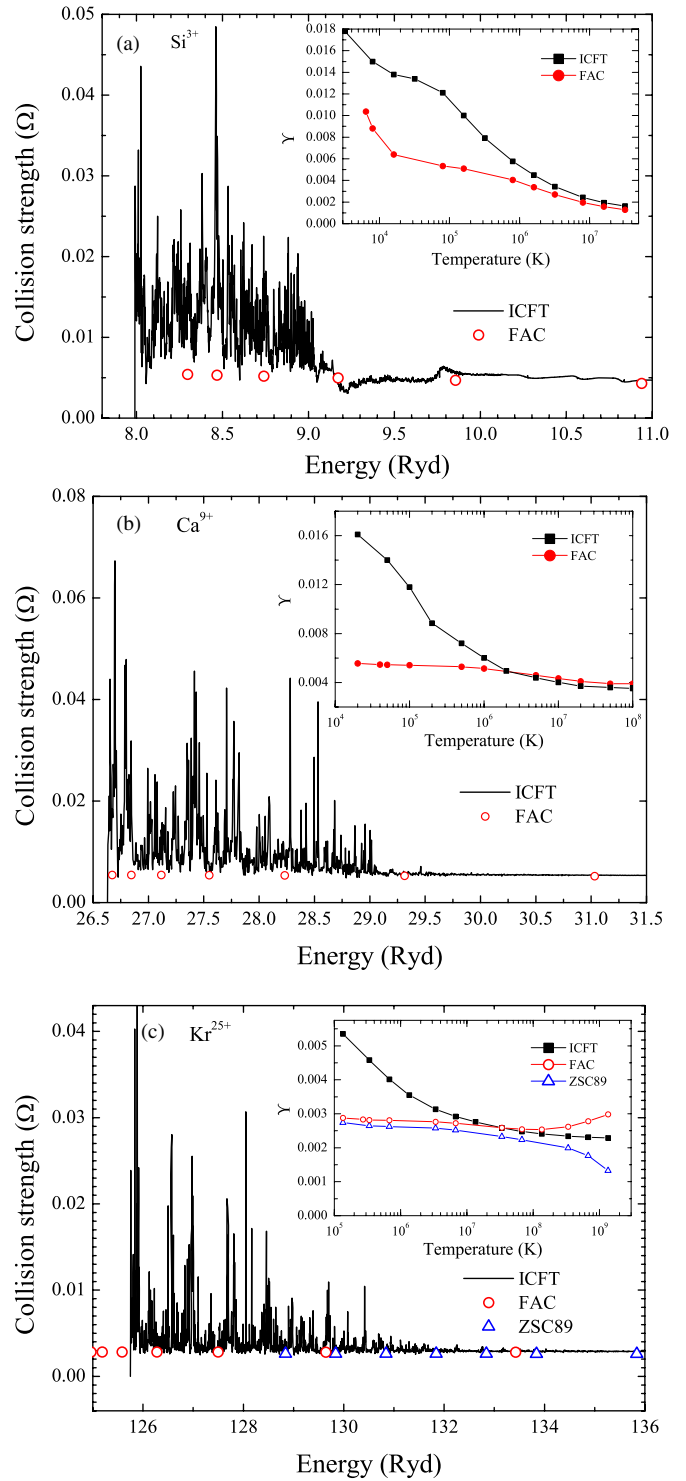 (a) Si3+
Collision strength (Ω)
0.05
0.04
0.03
0.02
0.01
0.00
8.0 8.5 9.0 9.5 10.0 10.5 11.0
Energy (Ryd)
ICFT
FAC
ϒ
0.018
0.016
0.014
0.012
0.010
0.008
0.006
0.004
0.002
0.000
10^4 10^5 10^6 10^7
Temperature (K)
ICFT
FAC
(b) Ca9+
Collision strength (Ω)
0.08
0.06
0.04
0.02
0.00
26.5 27.0 27.5 28.0 28.5 29.0 29.5 30.0 30.5 31.0 31.5
Energy (Ryd)
ICFT
FAC
ϒ
0.016
0.012
0.008
0.004
10^4 10^5 10^6 10^7 10^8
Temperature (K)
ICFT
FAC
(c) Kr25+
Collision strength (Ω)
0.04
0.03
0.02
0.01
0.00
126 128 130 132 134 136
Energy (Ryd)
ICFT
FAC
ZSC89
ϒ
0.005
0.004
0.003
0.002
0.001
0.000
10^5 10^6 10^7 10^8 10^9
Temperature (K)
ICFT
FAC
ZSC89